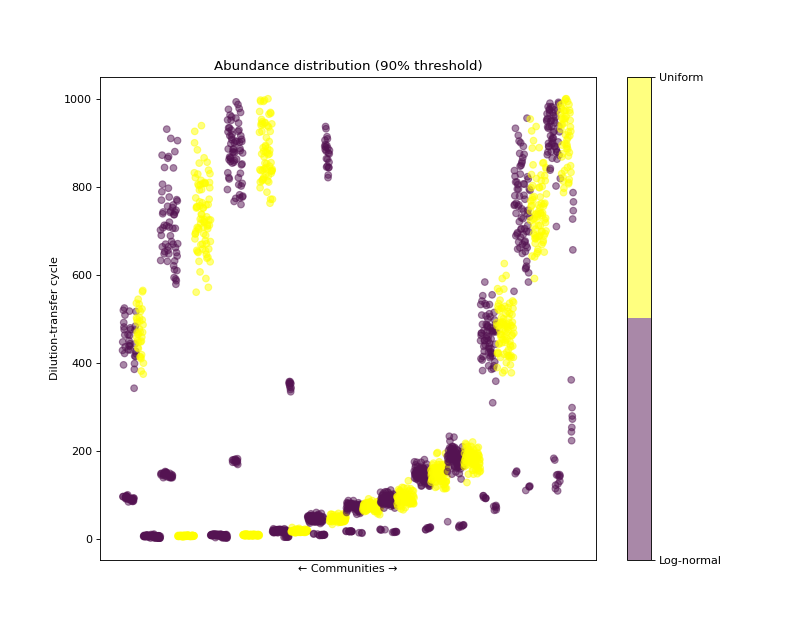 Abundance distribution (90% threshold)
1000
800
600
400
200
0
Dilution-transfer cycle
← Communities →
Uniform
Log-normal